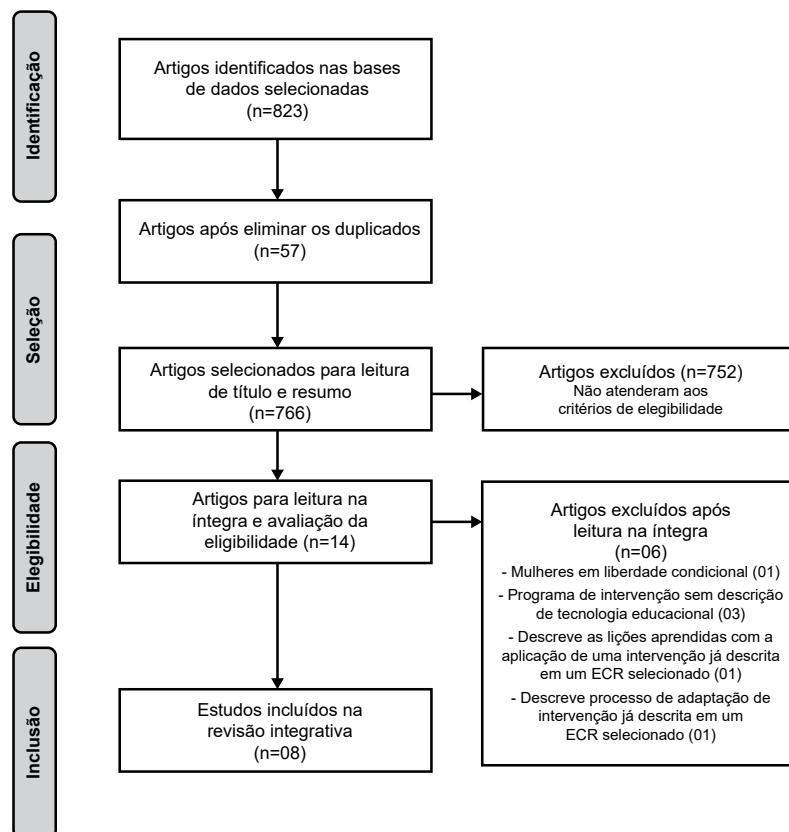 Identificação
Artigos identificados nas bases
de dados selecionadas
(n=823)
Seleção
Artigos após eliminar os duplicados
(n=57)
Artigos selecionados para leitura
de título e resumo
(n=766)
Artigos excluídos (n=752)
Não atenderam aos
critérios de elegibilidade
Elegibilidade
Artigos para leitura na
íntegra e avaliação da
eligibilidade (n=14)
Artigos excluídos após
leitura na íntegra
(n=06)
- Mulheres em liberdade condicional (01)
- Programa de intervenção sem descrição
de tecnologia educacional (03)
- Descreve as lições aprendidas com a
aplicação de uma intervenção já descrita
em um ECR selecionado (01)
- Descreve processo de adaptação de
intervenção já descrita em um
ECR selecionado (01)
Inclusão
Estudos incluídos na
revisão integrativa
(n=08)